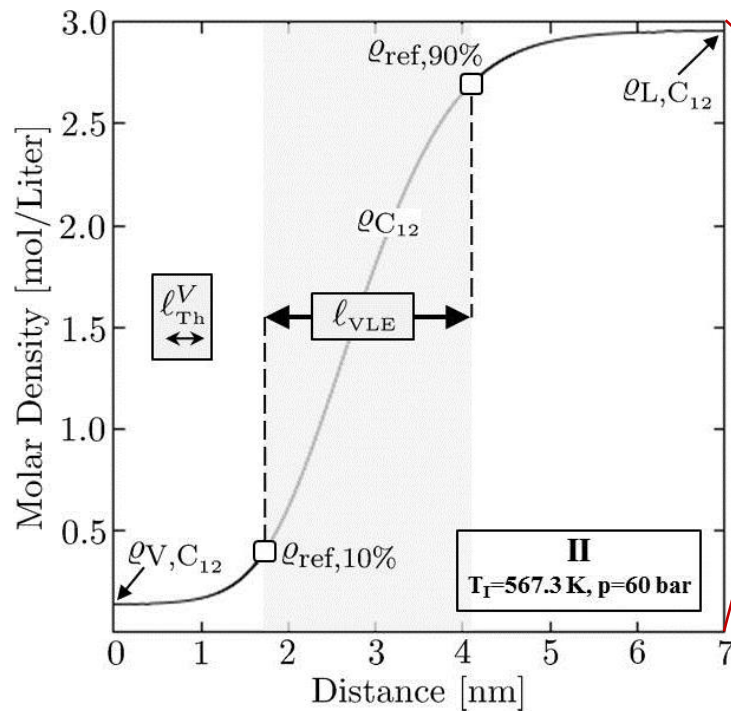 3.0
2.5
2.0
1.5
1.0
0.5
Molar Density [mol/Liter]
ϱref,90%
ϱL,C12
ϱC12
ℓVTh
ℓVLE
ϱV,C12
ϱref,10%
II
TI=567.3 K, p=60 bar
0 1 2 3 4 5 6 7
Distance [nm]